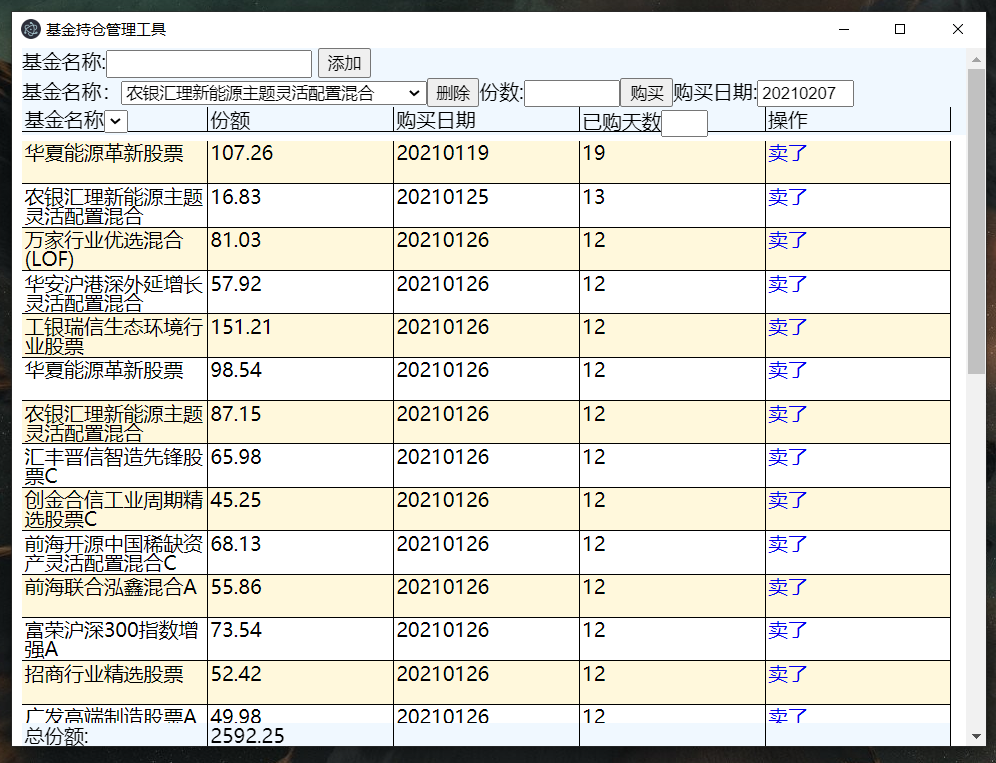 基金持仓管理工具
基金名称: 添加
基金名称： 农银汇理新能源主题灵活配置混合 删除 份数: 购买 购买日期: 20210207
基金名称 份额 购买日期 已购天数 操作
华夏能源革新股票 107.26 20210119 19 卖了
农银汇理新能源主题 16.83 20210125 13 卖了
灵活配置混合
万家行业优选混合 81.03 20210126 12 卖了
(LOF)
华安沪港深外延增长 57.92 20210126 12 卖了
灵活配置混合
工银瑞信生态环境行 151.21 20210126 12 卖了
业股票
华夏能源革新股票 98.54 20210126 12 卖了
农银汇理新能源主题 87.15 20210126 12 卖了
灵活配置混合
汇丰晋信智造先锋股 65.98 20210126 12 卖了
票C
创金合信工业周期精 45.25 20210126 12 卖了
选股票C
前海开源中国稀缺资 68.13 20210126 12 卖了
产灵活配置混合C
前海联合泓鑫混合A 55.86 20210126 12 卖了
富荣沪深300指数增 73.54 20210126 12 卖了
强A
招商行业精选股票 52.42 20210126 12 卖了
广发高端制造股票A 49.98 20210126 12 卖了
总份额: 2592.25